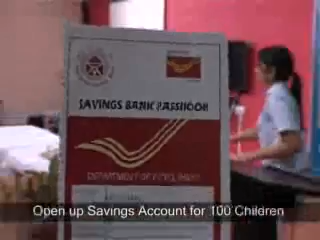 SAVINGS BANK PASSBOOK
DEPARTMENT OF POSTS, INDIA
Open up Savings Account for 100 Children